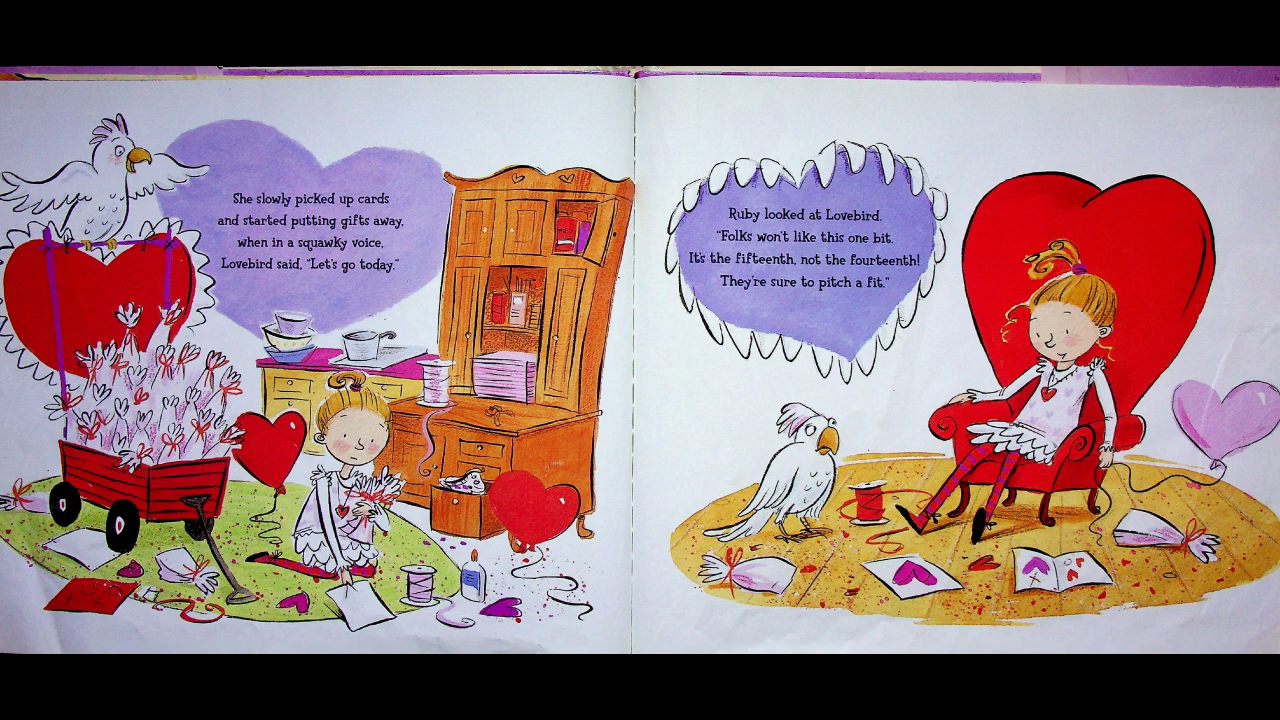 She slowly picked up cards
and started putting gifts away,
when in a squawky voice,
Lovebird said, "Let's go today."
Ruby looked at Lovebird.
"Folks won't like this one bit.
It's the fifteenth, not the fourteenth!
They're sure to pitch a fit."